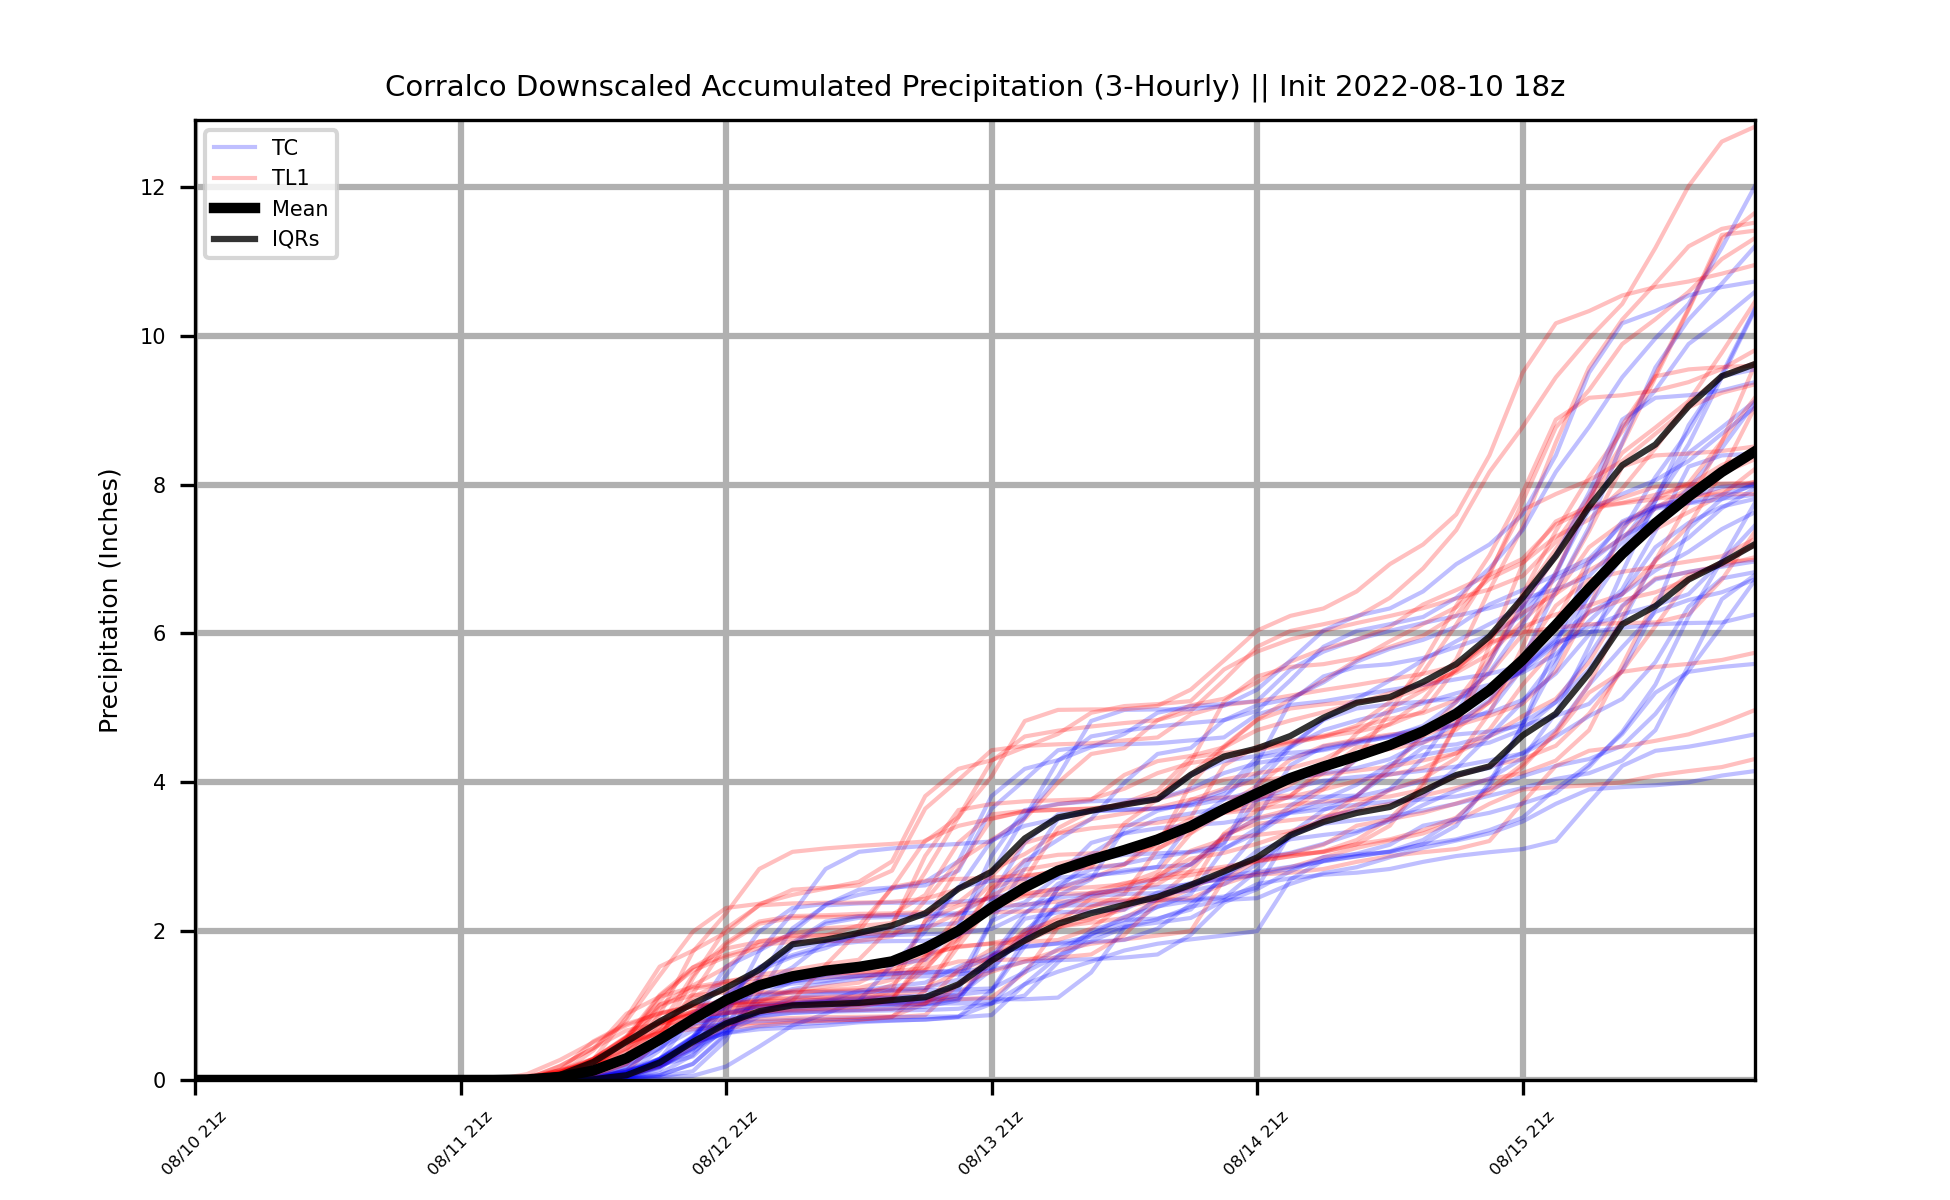 Corralco Downscaled Accumulated Precipitation (3-Hourly) || Init 2022-08-10 18z
TC
TL1
Mean
IQRs
Precipitation (Inches)
12
10
8
6
4
2
0
08/10 21z
08/11 21z
08/12 21z
08/13 21z
08/14 21z
08/15 21z